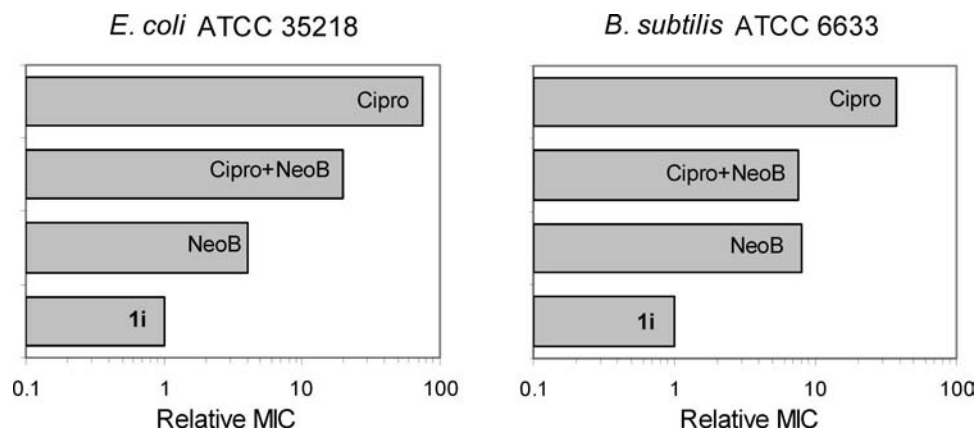 E. coli ATCC 35218
Cipro
Cipro+NeoB
NeoB
1i
0.1 1 10 100
Relative MIC
B. subtilis ATCC 6633
Cipro
Cipro+NeoB
NeoB
1i
0.1 1 10 100
Relative MIC